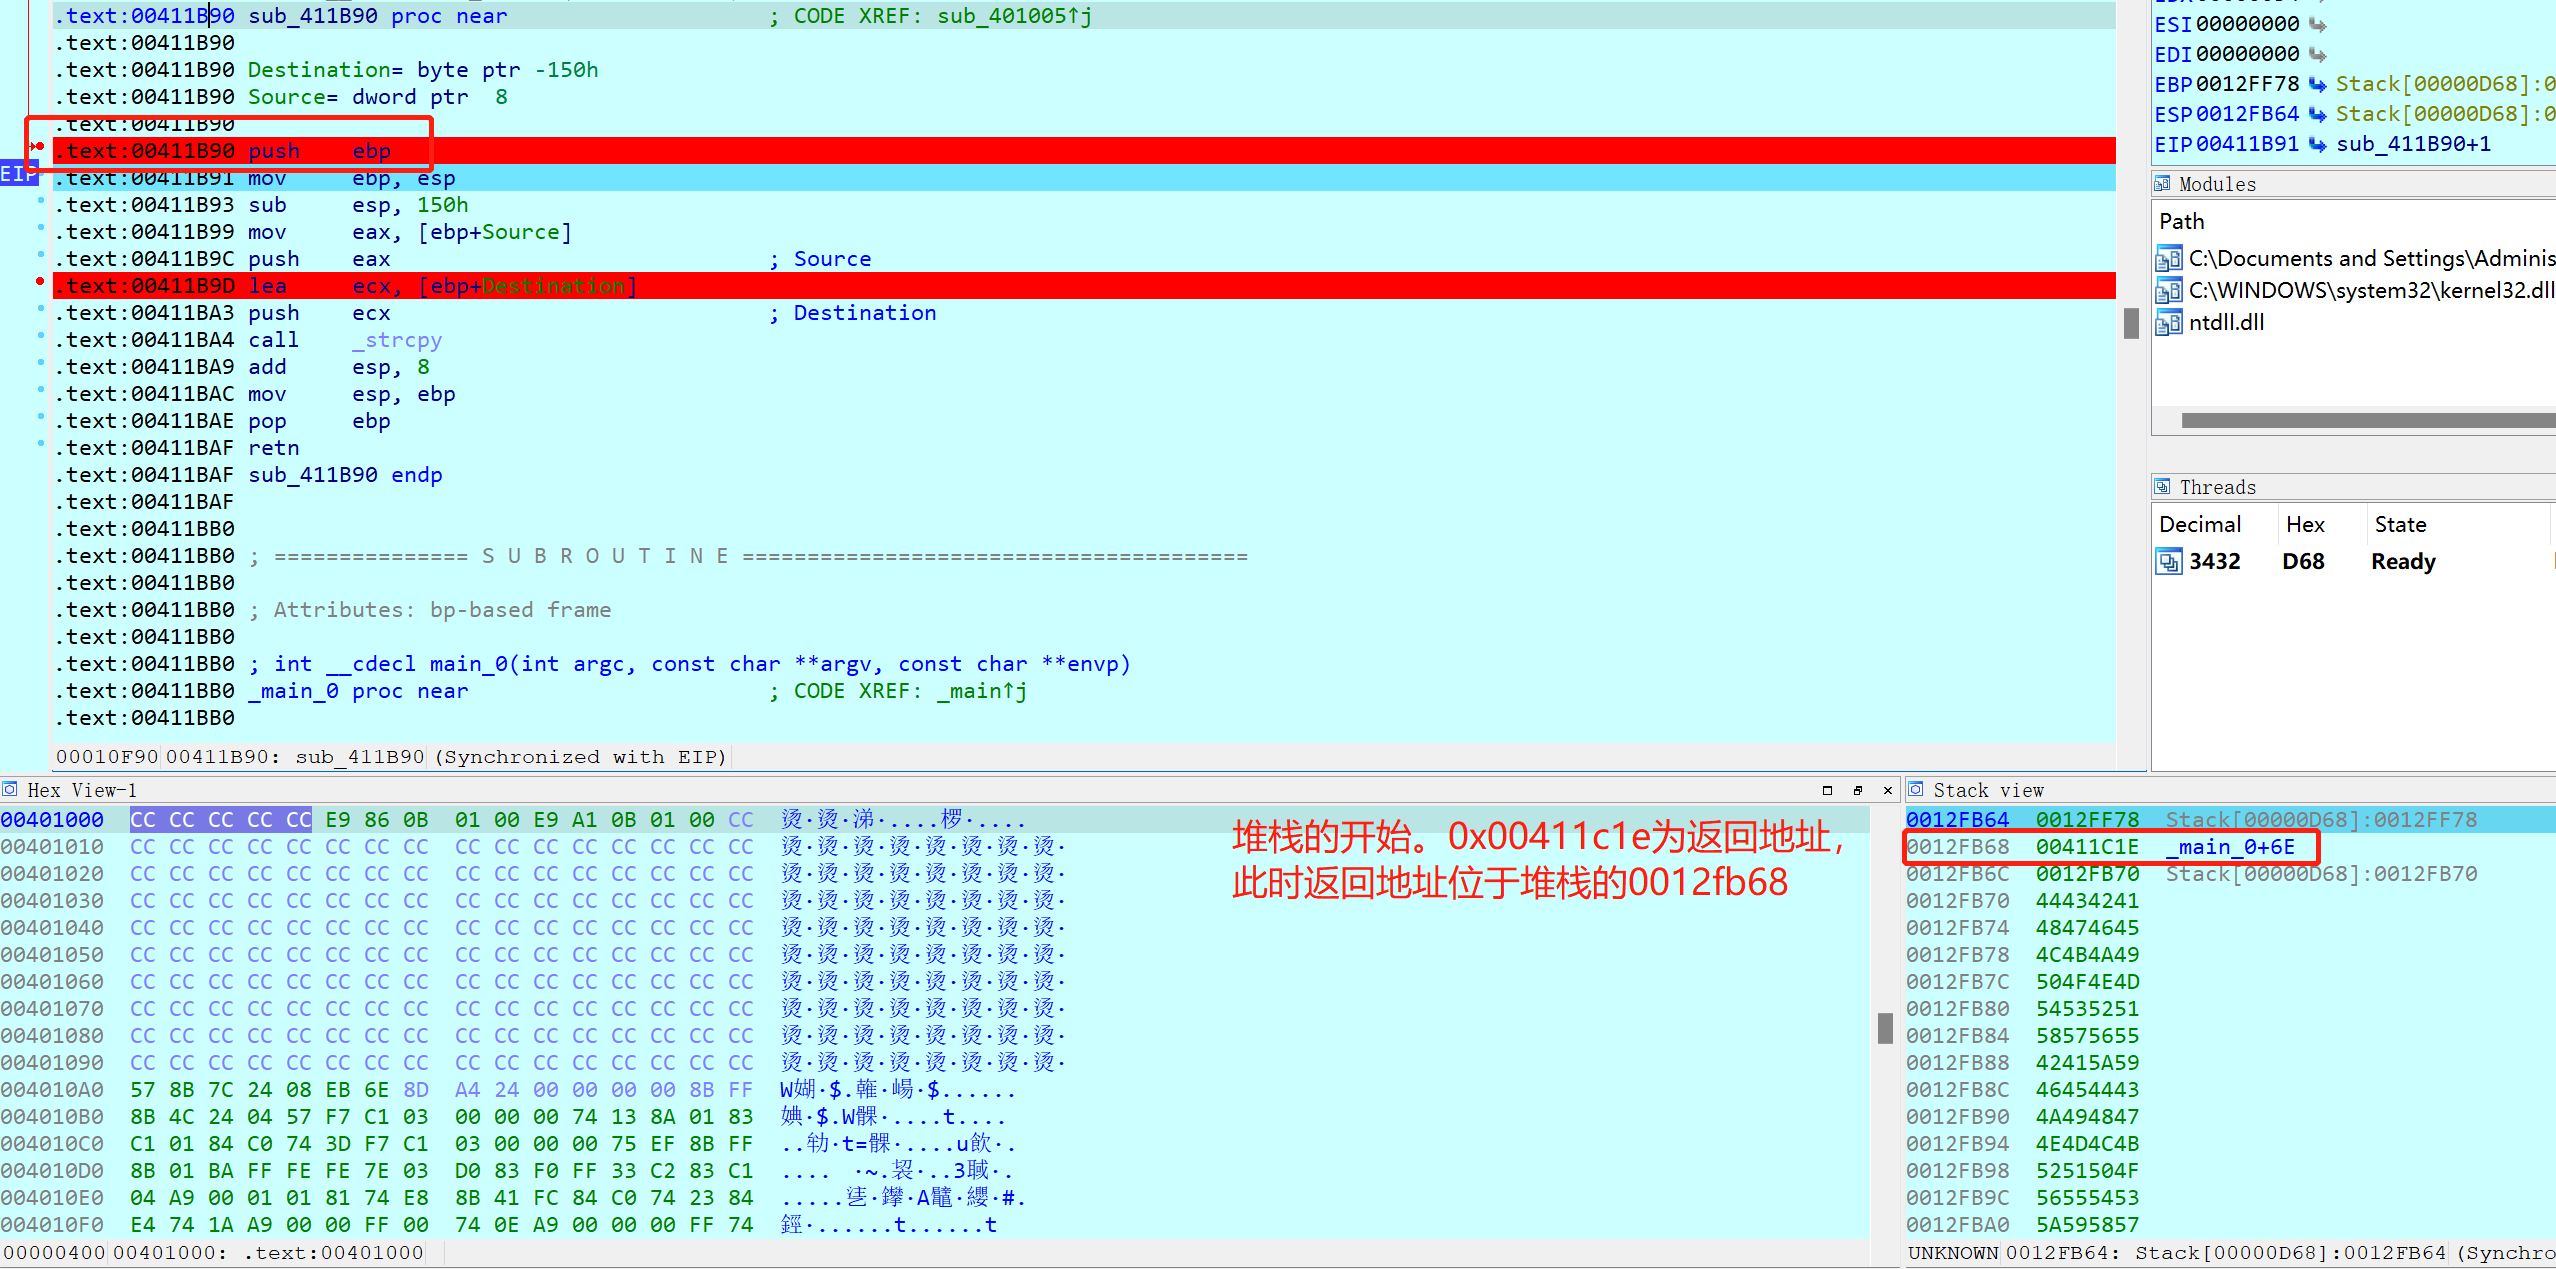 .text:00411B90 sub_411B90 proc near ; CODE XREF: sub_401005↑j
.text:00411B90
.text:00411B90 Destination= byte ptr -150h
.text:00411B90 Source= dword ptr 8
.text:00411B90
.text:00411B90 push ebp
EIP .text:00411B91 mov ebp, esp
.text:00411B93 sub esp, 150h
.text:00411B99 mov eax, [ebp+Source]
.text:00411B9C push eax ; Source
.text:00411B9D lea ecx, [ebp+Destination]
.text:00411BA3 push ecx ; Destination
.text:00411BA4 call _strcpy
.text:00411BA9 add esp, 8
.text:00411BAC mov esp, ebp
.text:00411BAE pop ebp
.text:00411BAF retn
.text:00411BAF sub_411B90 endp
.text:00411BAF
.text:00411BB0
.text:00411BB0 ; =============== S U B R O U T I N E =======================================
.text:00411BB0
.text:00411BB0 ; Attributes: bp-based frame
.text:00411BB0
.text:00411BB0 ; int __cdecl main_0(int argc, const char **argv, const char **envp)
.text:00411BB0 _main_0 proc near ; CODE XREF: _main↑j
.text:00411BB0
00010F90 00411B90: sub_411B90 (Synchronized with EIP)
ESI 00000000
EDI 00000000
EBP 0012FF78 Stack[00000D68]:0
ESP 0012FB64 Stack[00000D68]:0
EIP 00411B91 sub_411B90+1
Modules
Path
C:\Documents and Settings\Adminis
C:\WINDOWS\system32\kernel32.dll
ntdll.dll
Threads
Decimal Hex State
3432 D68 Ready
Hex View-1
00401000 CC CC CC CC CC E9 86 0B 01 00 E9 A1 0B 01 00 CC 烫·烫·涕·....椤·....
00401010 CC CC CC CC CC CC CC CC CC CC CC CC CC CC CC CC 烫·烫·烫·烫·烫·烫·烫·烫·
00401020 CC CC CC CC CC CC CC CC CC CC CC CC CC CC CC CC 烫·烫·烫·烫·烫·烫·烫·烫·
00401030 CC CC CC CC CC CC CC CC CC CC CC CC CC CC CC CC 烫·烫·烫·烫·烫·烫·烫·烫·
00401040 CC CC CC CC CC CC CC CC CC CC CC CC CC CC CC CC 烫·烫·烫·烫·烫·烫·烫·烫·
00401050 CC CC CC CC CC CC CC CC CC CC CC CC CC CC CC CC 烫·烫·烫·烫·烫·烫·烫·烫·
00401060 CC CC CC CC CC CC CC CC CC CC CC CC CC CC CC CC 烫·烫·烫·烫·烫·烫·烫·烫·
00401070 CC CC CC CC CC CC CC CC CC CC CC CC CC CC CC CC 烫·烫·烫·烫·烫·烫·烫·烫·
00401080 CC CC CC CC CC CC CC CC CC CC CC CC CC CC CC CC 烫·烫·烫·烫·烫·烫·烫·烫·
00401090 CC CC CC CC CC CC CC CC CC CC CC CC CC CC CC CC 烫·烫·烫·烫·烫·烫·烫·烫·
004010A0 57 8B 7C 24 08 EB 6E 8D A4 24 00 00 00 00 8B FF
004010B0 8B 4C 24 04 57 F7 C1 03 00 00 00 74 13 8A 01 83
004010C0 C1 01 84 C0 74 3D F7 C1 03 00 00 00 75 EF 8B FF
004010D0 8B 01 BA FF FE FE 7E 03 D0 83 F0 FF 33 C2 83 C1
004010E0 04 A9 00 01 01 81 74 E8 8B 41 FC 84 C0 74 23 84
004010F0 E4 74 1A A9 00 00 FF 00 74 0E A9 00 00 00 FF 74
00000400 00401000: .text:00401000
堆栈的开始。0x00411c1e为返回地址,
此时返回地址位于堆栈的0012fb68
Stack view
0012FB64 0012FF78 Stack[00000D68]:0012FF78
0012FB68 00411C1E _main_0+6E
0012FB6C 0012FB70 Stack[00000D68]:0012FB70
0012FB70 44434241
0012FB74 48474645
0012FB78 4C4B4A49
0012FB7C 504F4E4D
0012FB80 54535251
0012FB84 58575655
0012FB88 42415A59
0012FB8C 46454443
0012FB90 4A494847
0012FB94 4E4D4C4B
0012FB98 5251504F
0012FB9C 56555453
0012FBA0 5A595857
UNKNOWN 0012FB64: Stack[00000D68]:0012FB64 (Synchro